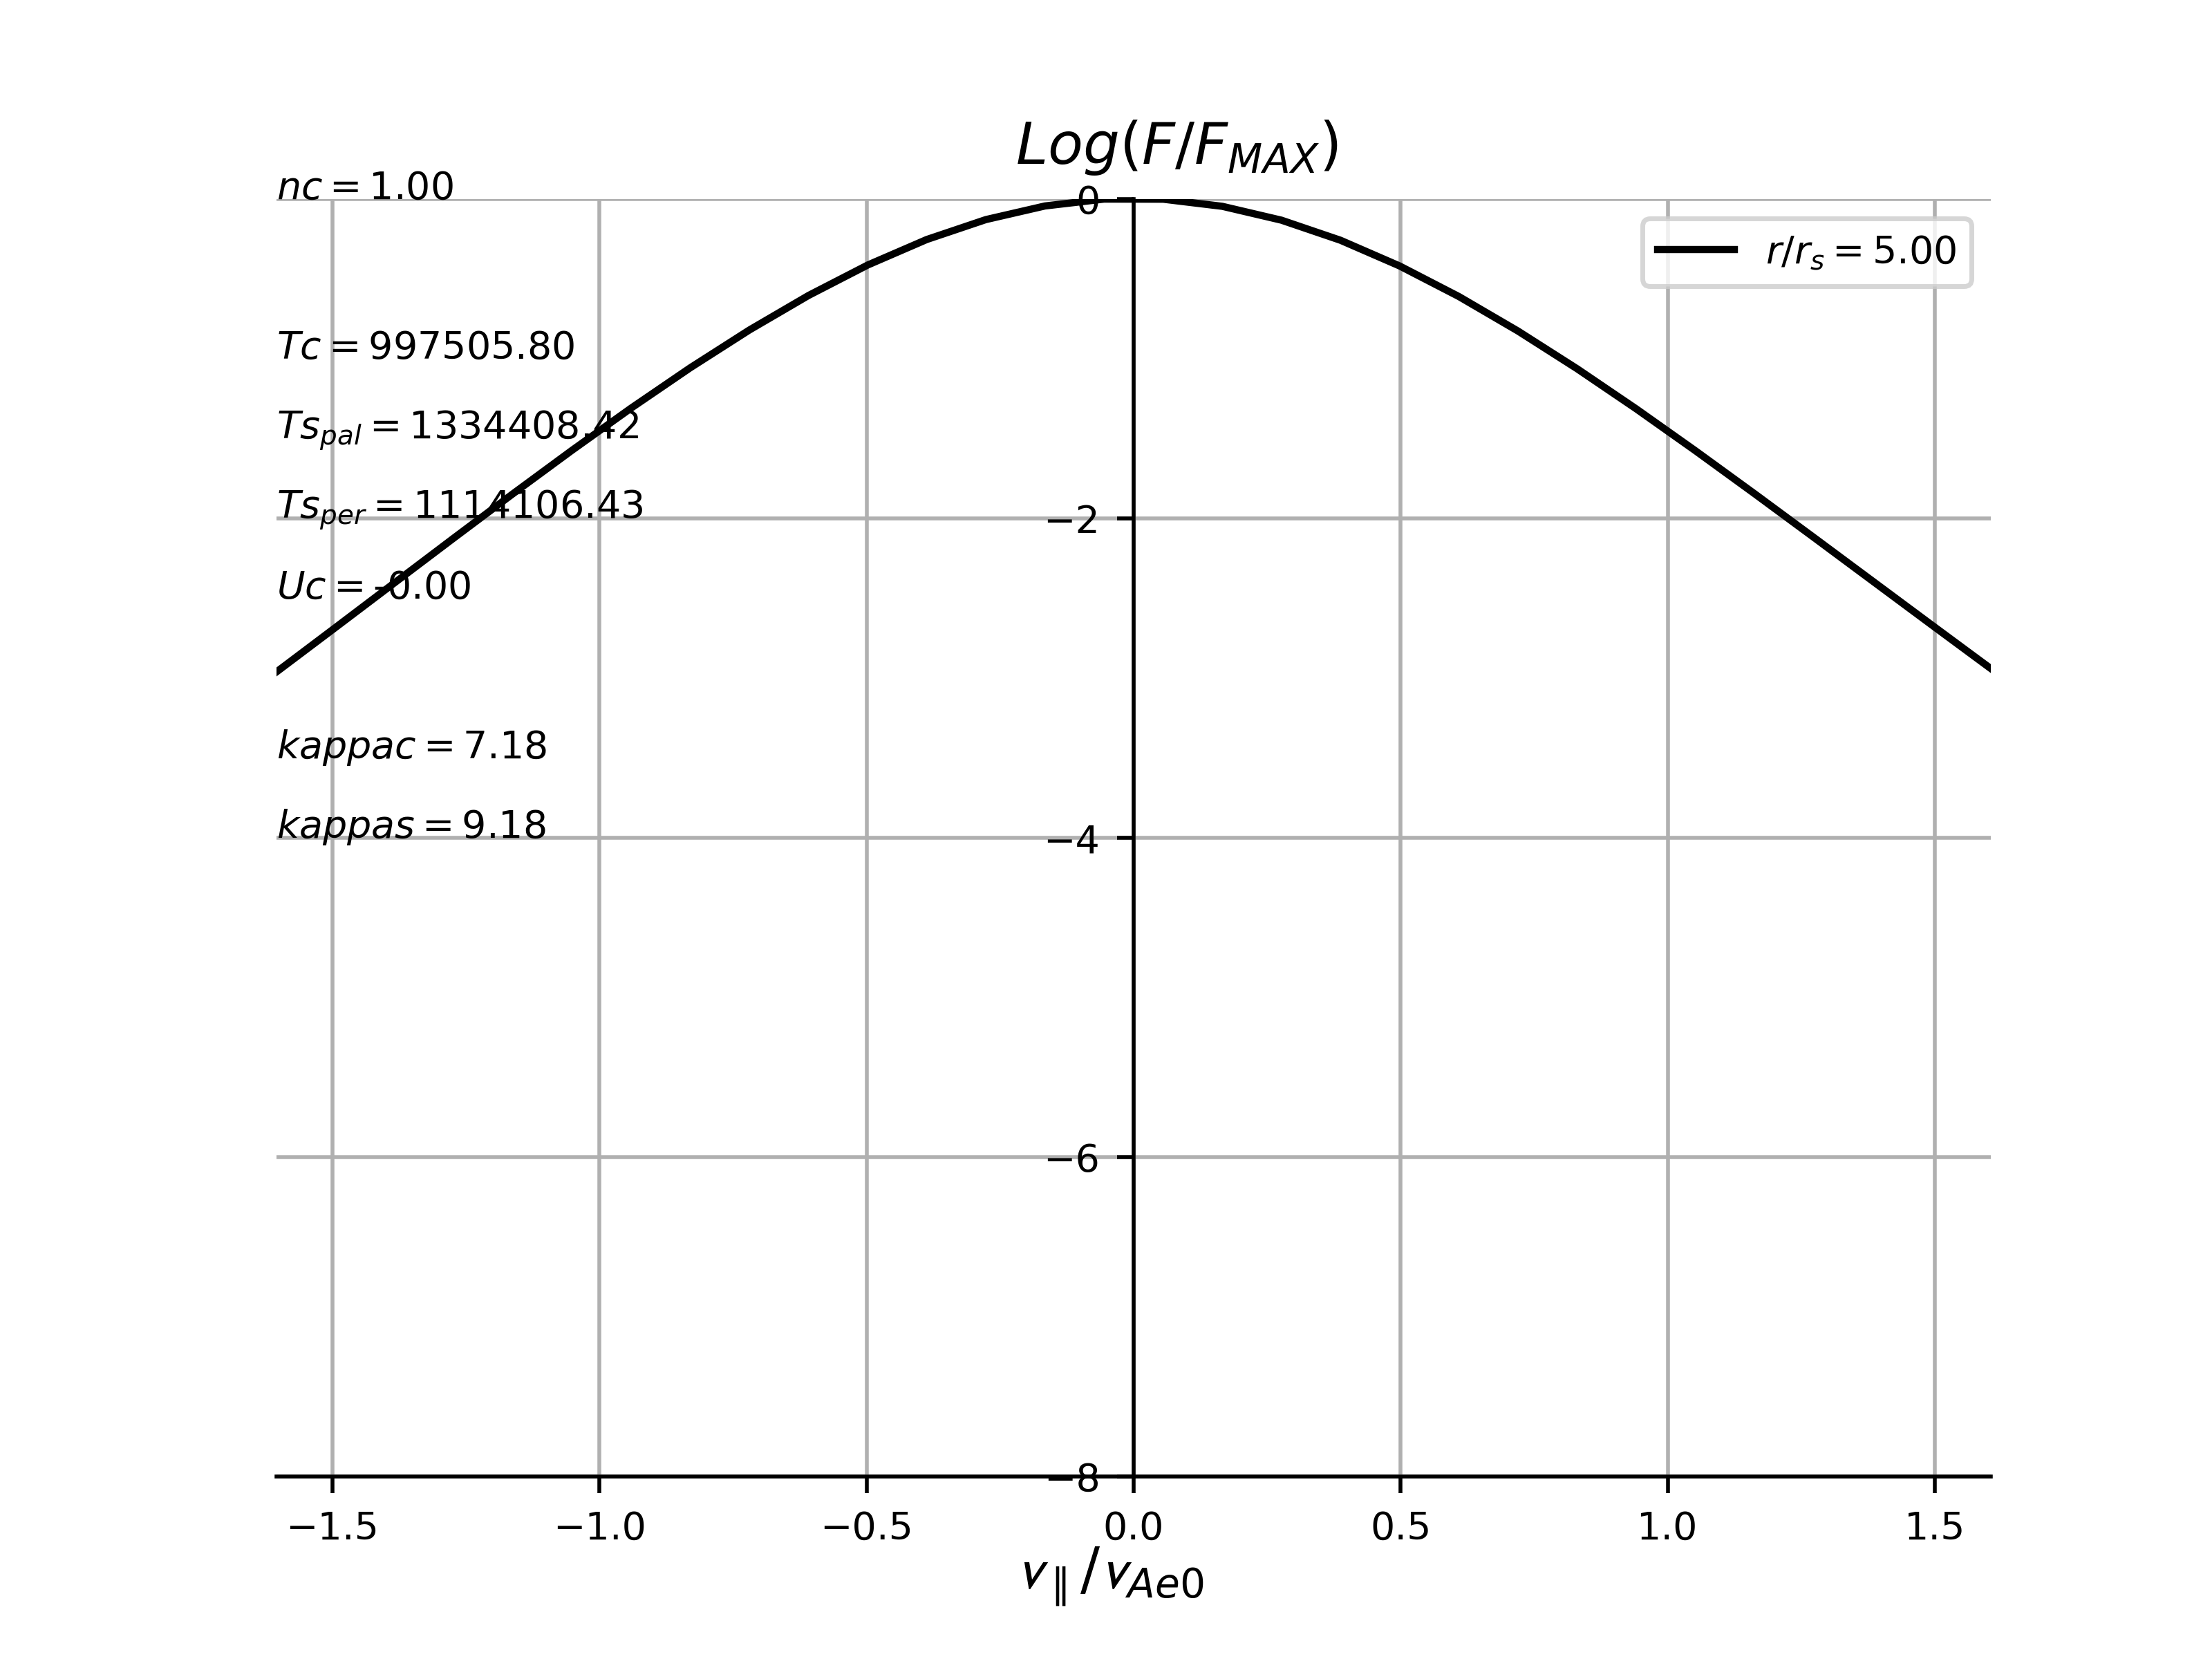 Log(F/F_MAX)
nc = 1.00
0
r/r_s = 5.00
Tc = 997505.80
Ts_pal = 1334408.42
Ts_per = 1114106.43
−2
Uc = -0.00
kappac = 7.18
kappas = 9.18
−4
−6
−8
−1.5 −1.0 −0.5 0.0 0.5 1.0 1.5
v_∥/v_Ae0